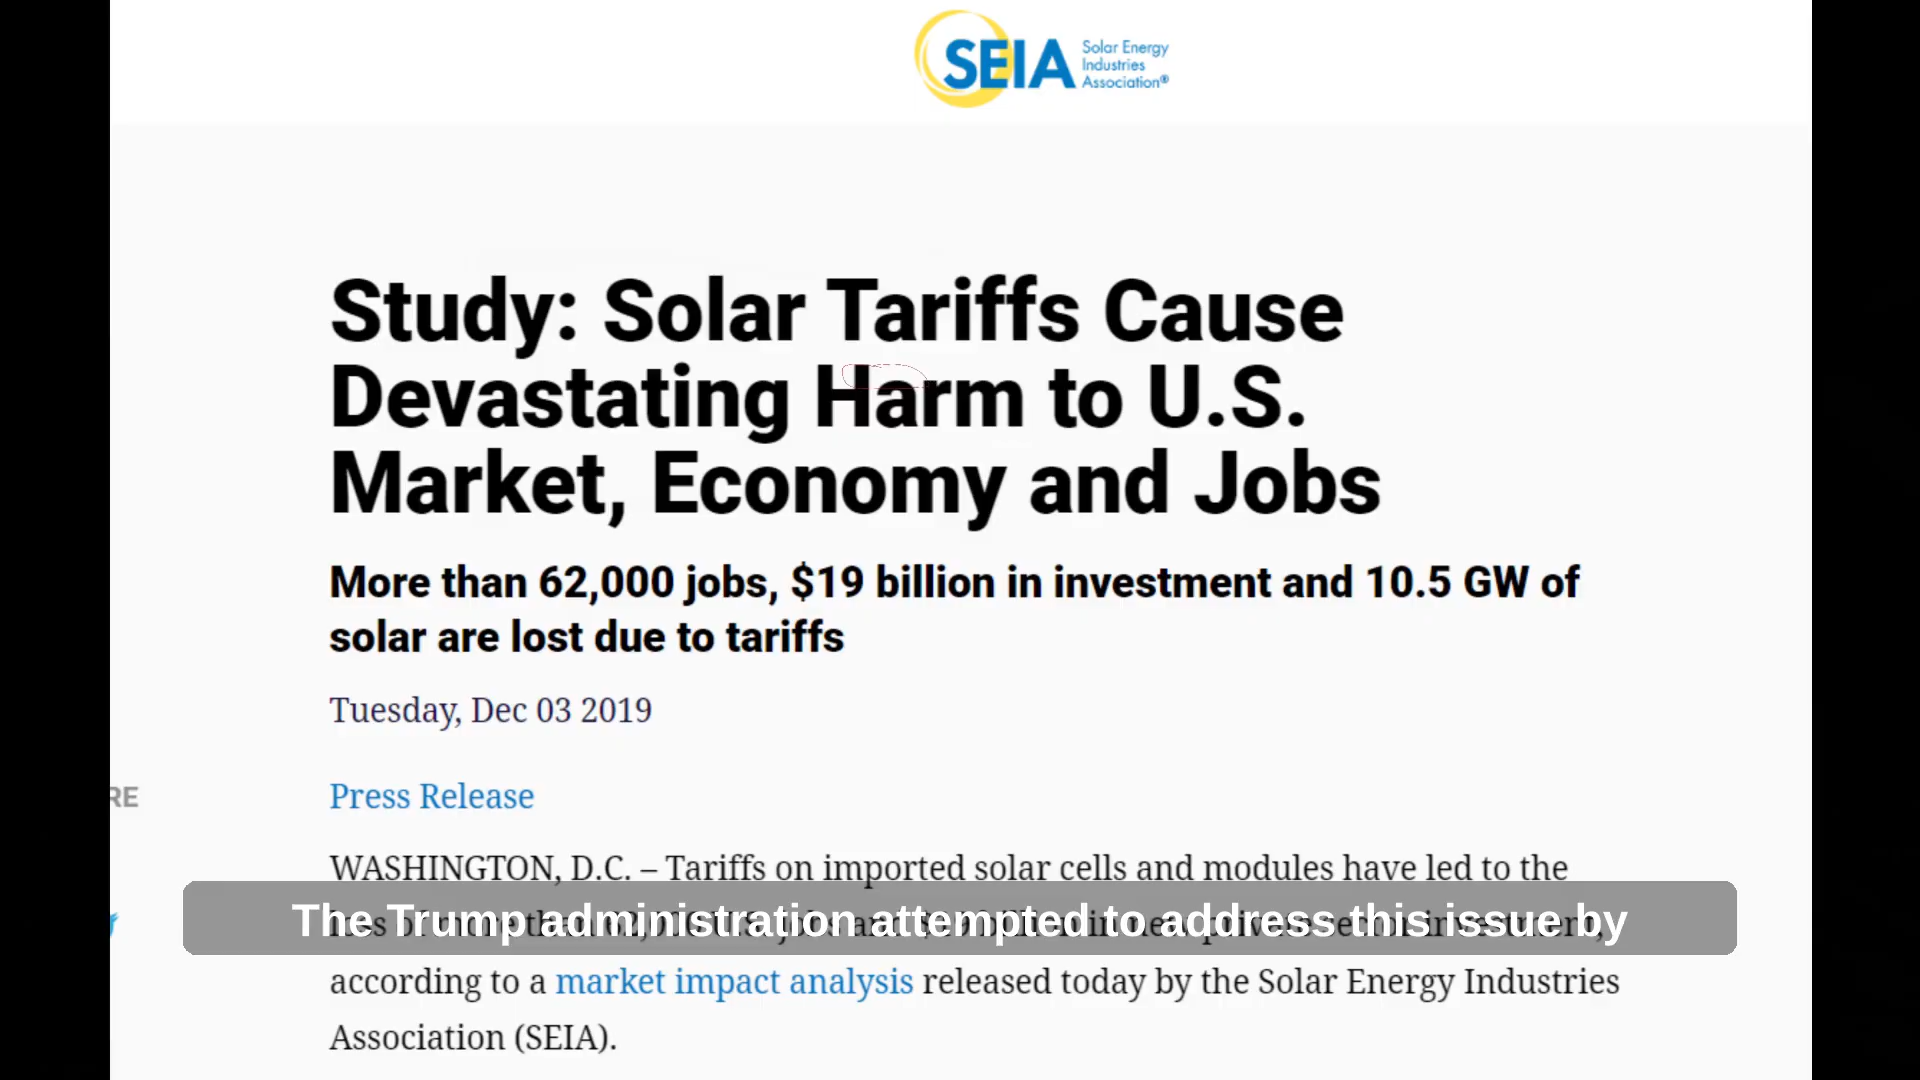 SEIA Solar Energy
Industries
Association®
Study: Solar Tariffs Cause
Devastating Harm to U.S.
Market, Economy and Jobs
More than 62,000 jobs, $19 billion in investment and 10.5 GW of
solar are lost due to tariffs
Tuesday, Dec 03 2019
RE
Press Release
WASHINGTON, D.C. – Tariffs on imported solar cells and modules have led to the
The Trump administration attempted to address this issue by
according to a market impact analysis released today by the Solar Energy Industries
Association (SEIA).